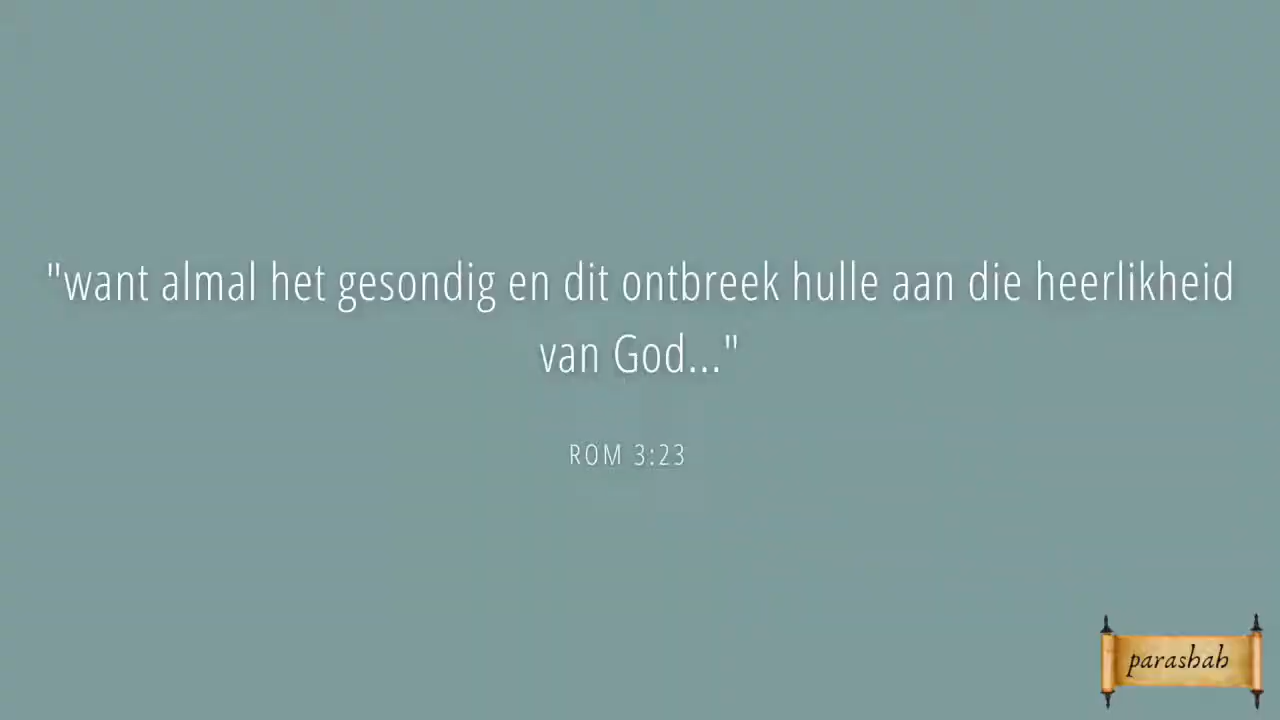 "want almal het gesondig en dit ontbreek hulle aan die heerlikheid
van God..."
ROM 3:23
parashah